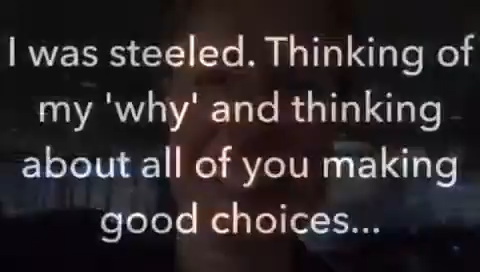 I was steeled. Thinking of
my 'why' and thinking
about all of you making
good choices...